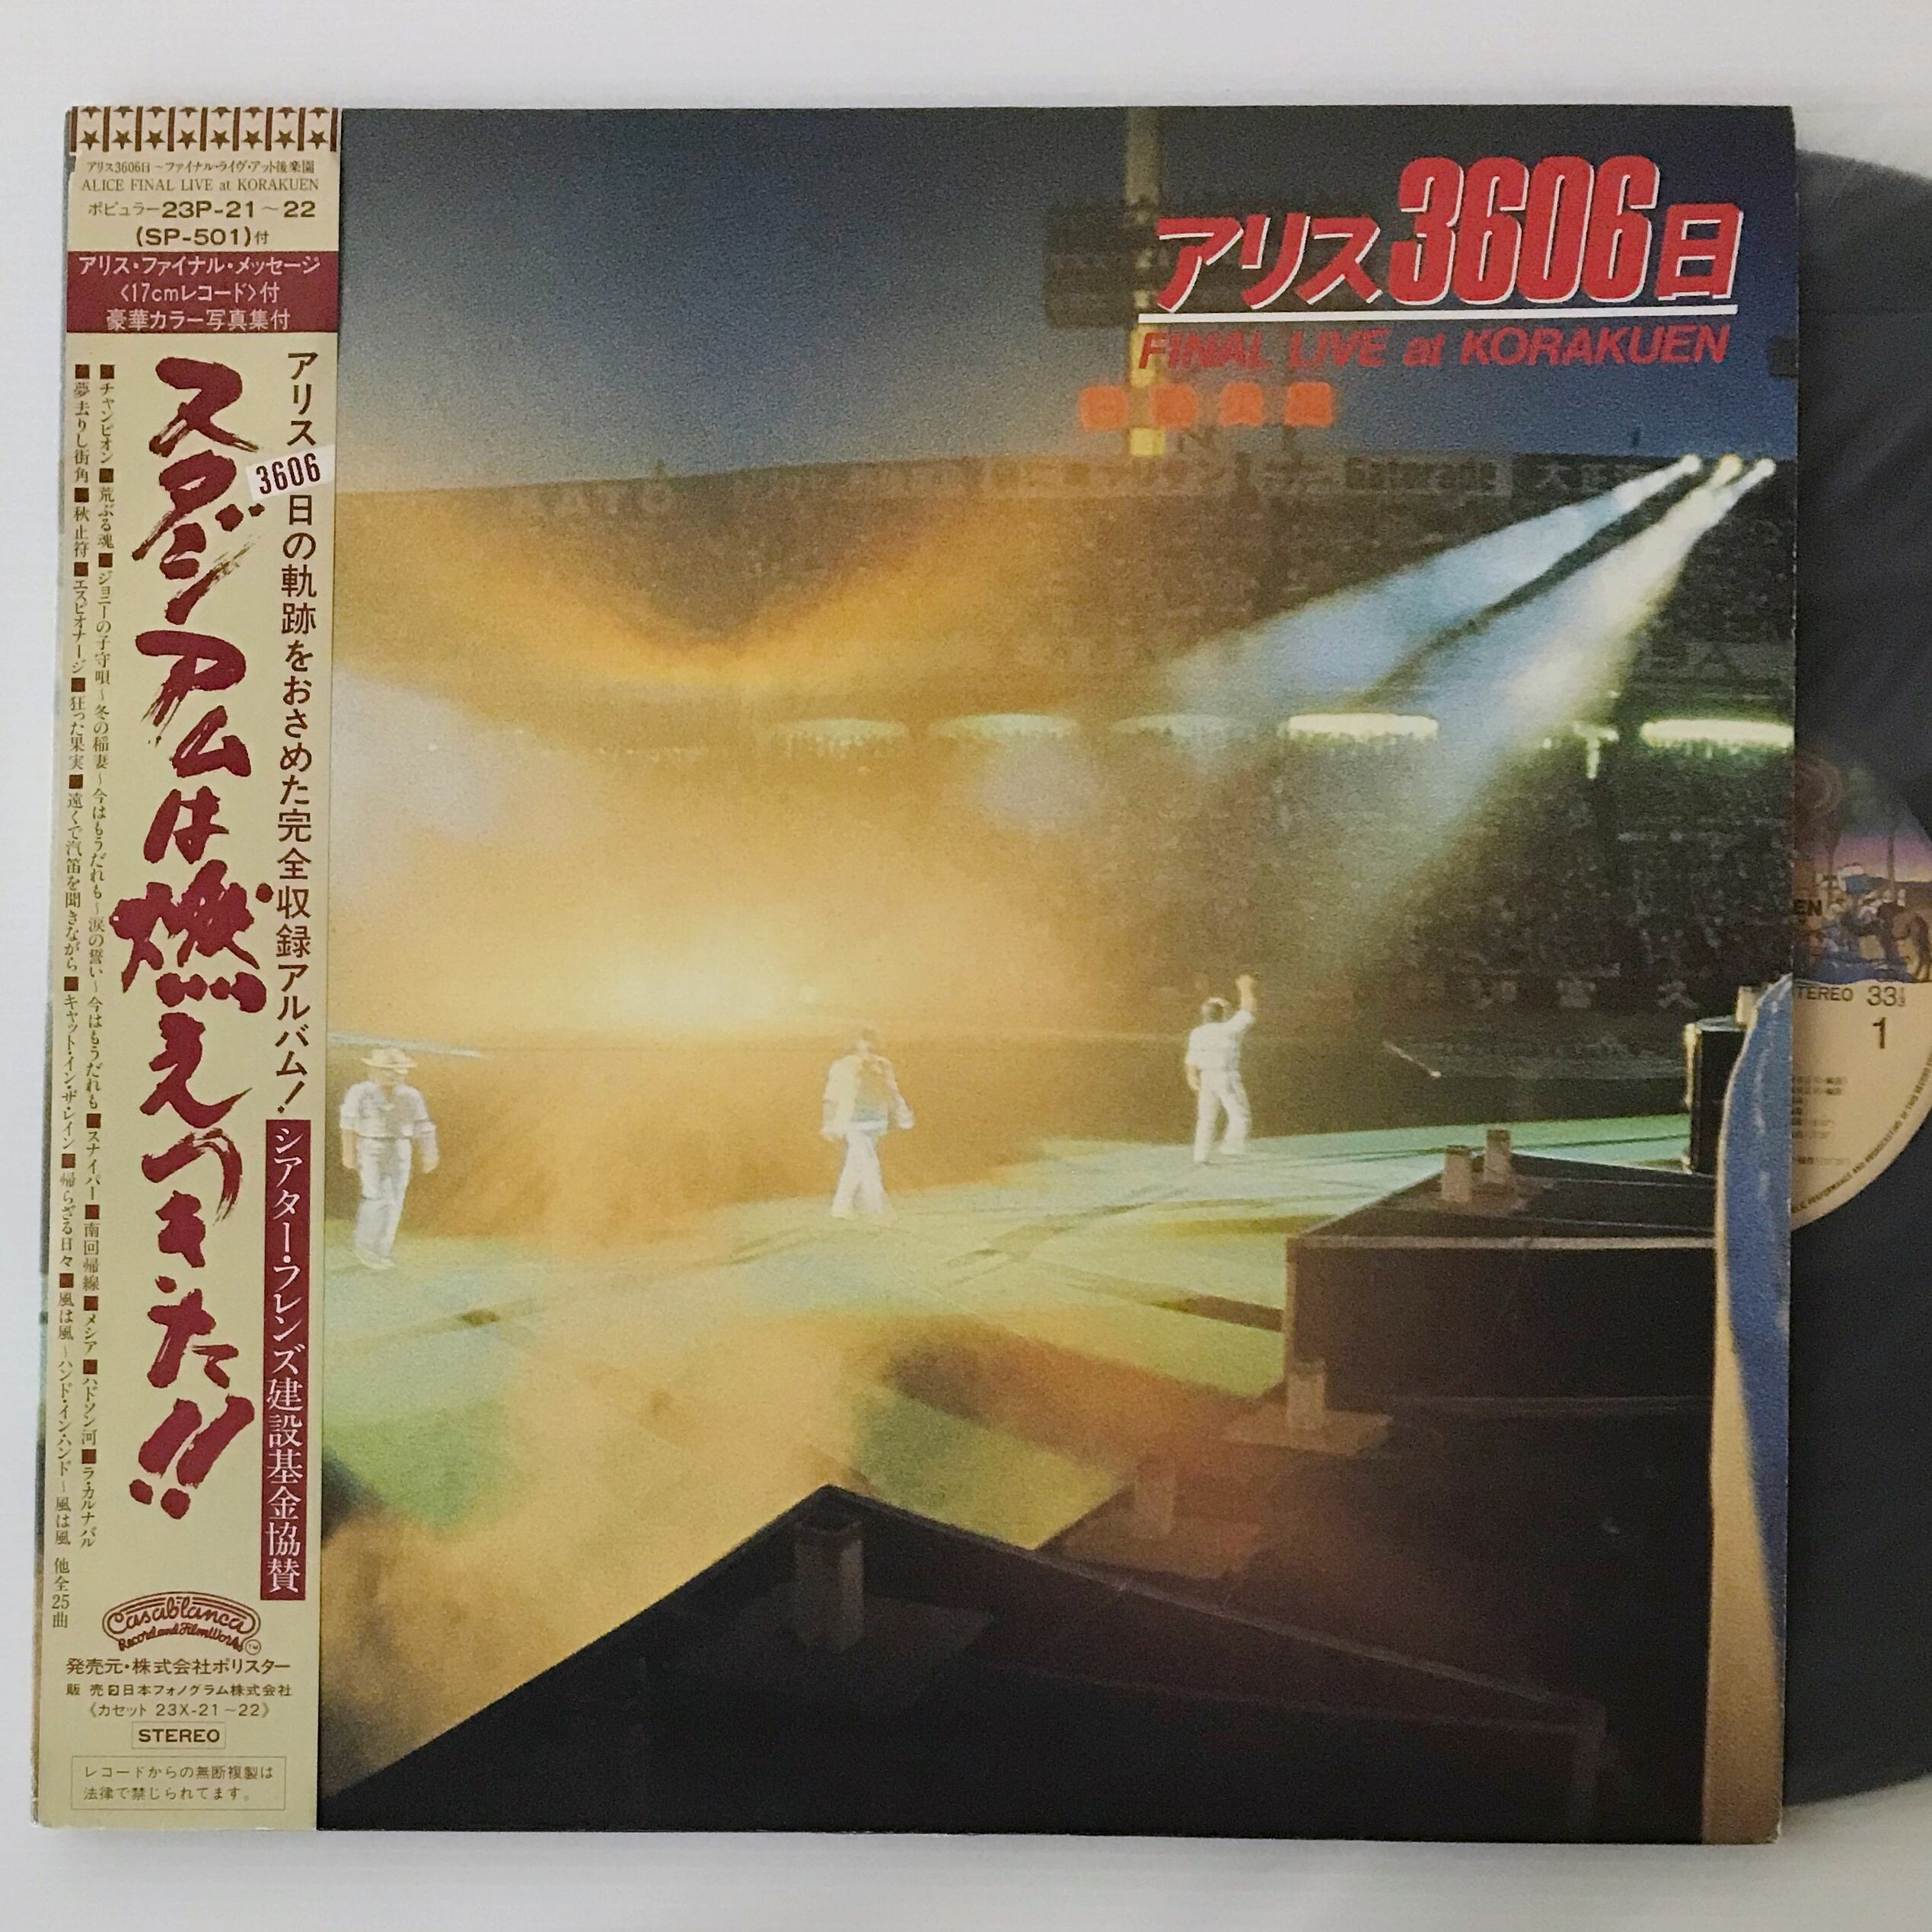 アリス3606日～ファイナル・ライヴ・アット後楽園
ALICE FINAL LIVE at KORAKUEN
ポピュラー23P-21～22
(SP-501)付
アリス・ファイナル・メッセージ
〈17cmレコード〉付
豪華カラー写真集付
アリス3606日の軌跡をおさめた完全収録アルバム！
シアター・フレンズ建設基金協賛
スタジアムは燃えつきた!!
■チャンピオン■荒ぶる魂■ジョニーの子守唄～冬の稲妻～今はもうだれも～涙の誓い～今はもうだれも■スナイパー■南回帰線■メシア■ハドソン河■ラ・カルナバル
■夢去りし街角■秋止符■エスピオナージ■狂った果実■遠くで汽笛を聞きながら■キャット・イン・ザ・レイン■帰らざる日々■風は風～ハンド・イン・ハンド～風は風 他全25曲
Casablanca
Record and FilmWorks
TM
発売元・株式会社ポリスター
販売 日本フォノグラム株式会社
《カセット 23X-21～22》
STEREO
レコードからの無断複製は
法律で禁じられてます。
アリス3606日
FINAL LIVE at KORAKUEN
Gatorade
EN
TEREO 33⅓
1